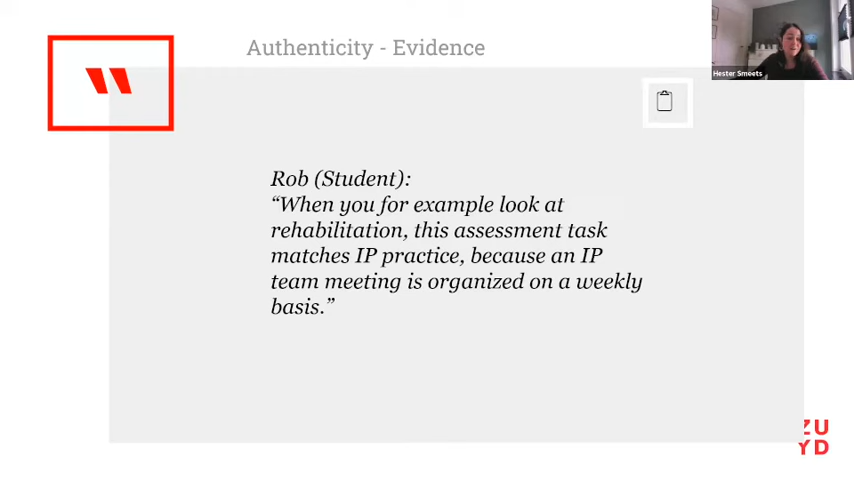 Authenticity - Evidence
Hester Smeets
Rob (Student):
“When you for example look at
rehabilitation, this assessment task
matches IP practice, because an IP
team meeting is organized on a weekly
basis.”
ZU
YD